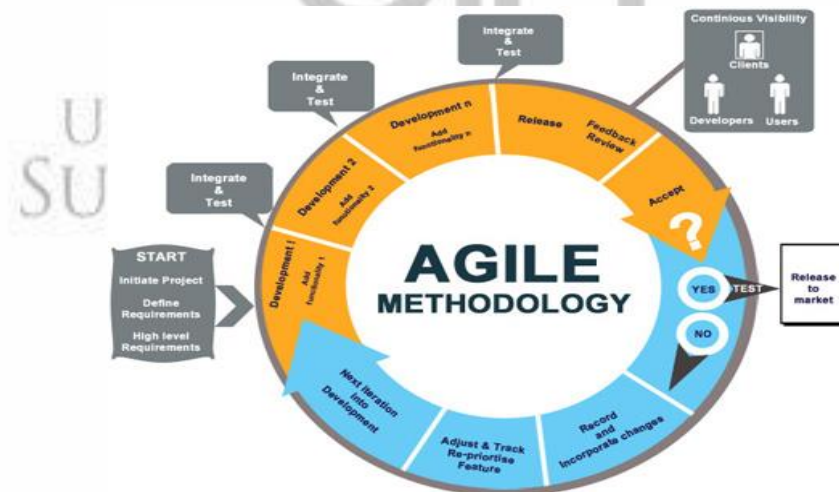 Continious Visibility
Clients
Developers
Users
Integrate
&
Test
Integrate
&
Test
Integrate
&
Test
START
Initiate Project
Define
Requirements
High level
Requirements
Development 1
Add
functionality 1
Development 2
Add
functionality 2
Development n
Add
functionality n
Release
Feedback
Review
Accept
?
AGILE
METHODOLOGY
YES
TEST
Release
to
market
NO
Record
and
Incorporate changes
Adjust & Track
Re-prioritise
Feature
Next iteration
into
Development
U
SU